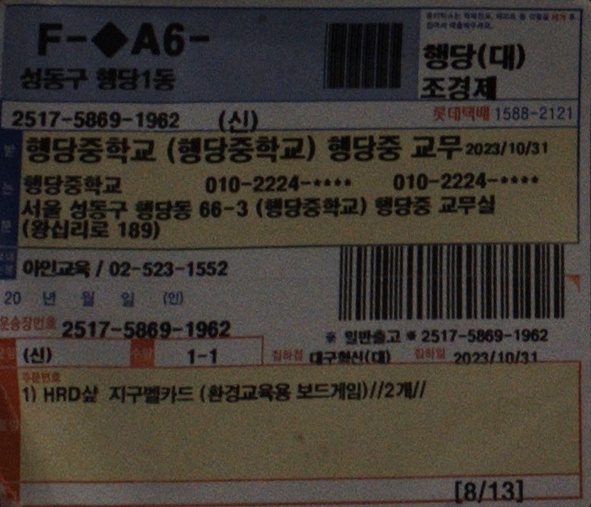 F-◆A6-
성동구 행당1동
행당(대)
조경제
2517-5869-1962 (신)
롯데택배 1588-2121
행당중학교 (행당중학교) 행당중 교무 2023/10/31
행당중학교 010-2224-**** 010-2224-****
서울 성동구 행당동 66-3 (행당중학교) 행당중 교무실
(왕십리로 189)
아인교육 / 02-523-1552
20 년 월 일 (인)
운송장번호 2517-5869-1962
※ 일반출고 ※ 2517-5869-1962
(신) 수량 1-1 집하점 대구혁신(대) 집하일 2023/10/31
주문번호
1) HRD샾 지구벨카드 (환경교육용 보드게임)//2개//
[8/13]